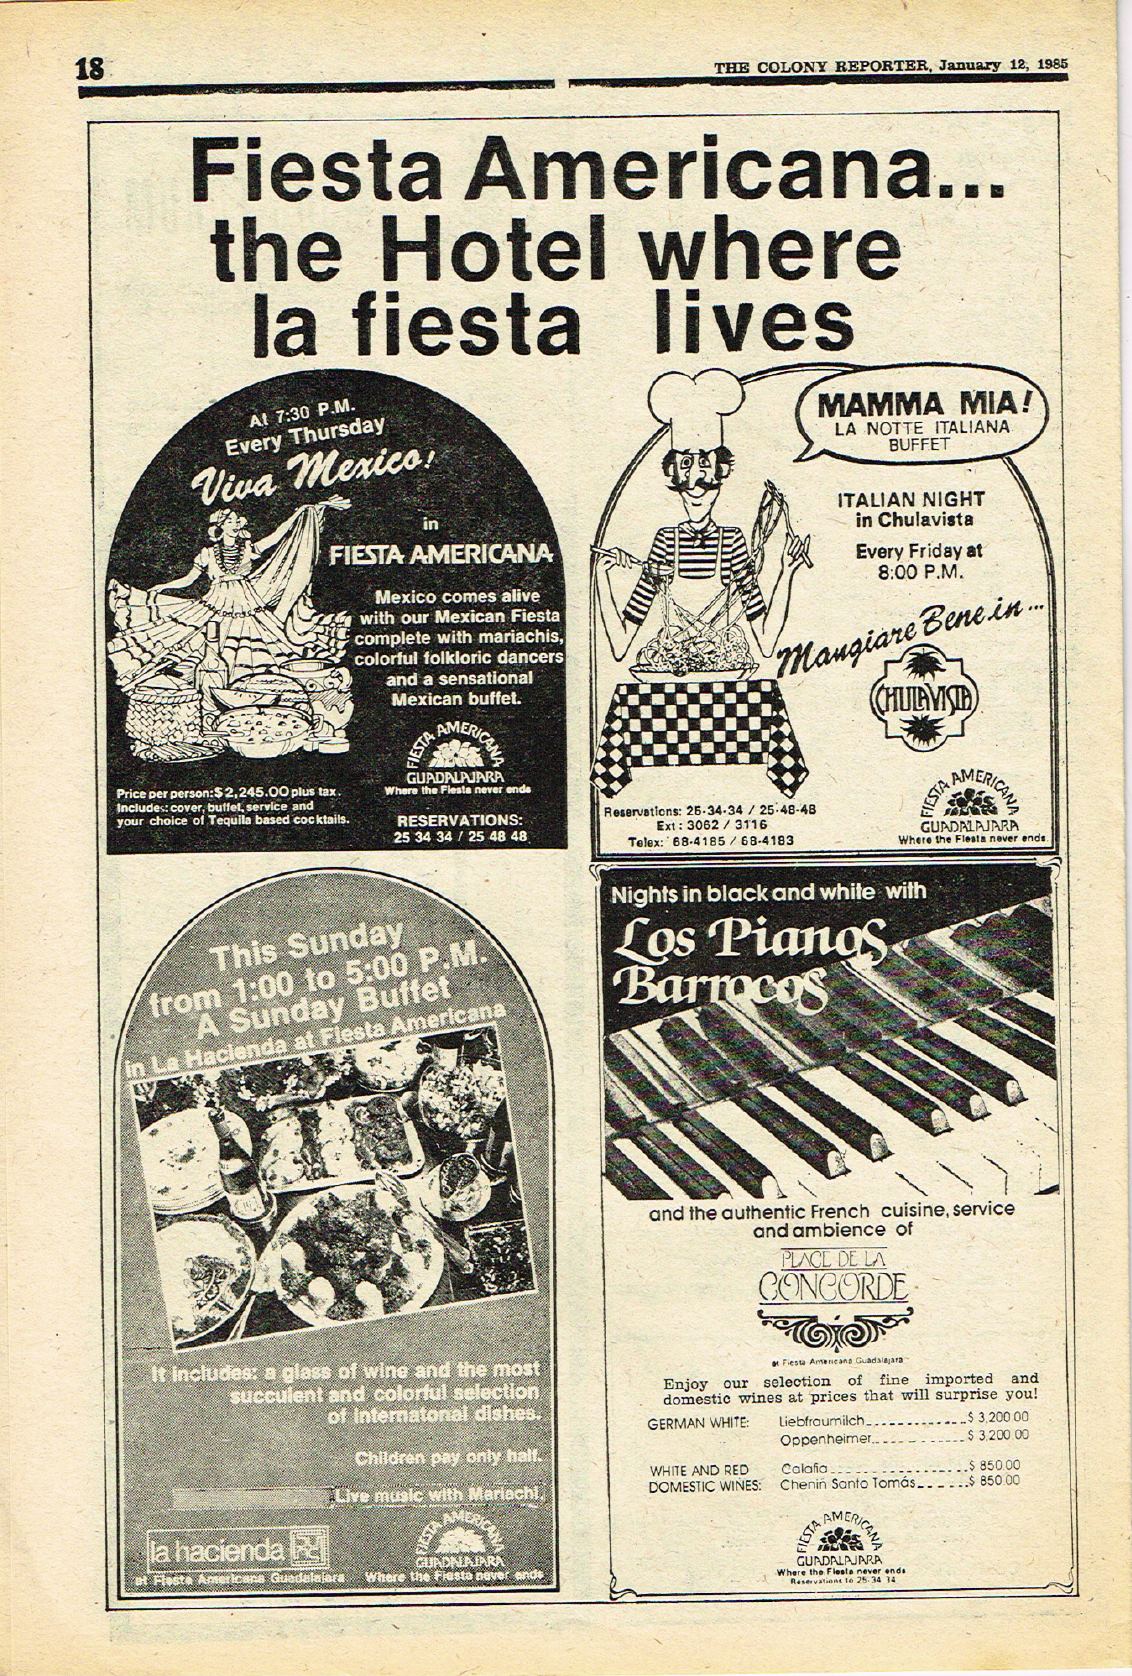 18
THE COLONY REPORTER, January 12, 1985
Fiesta Americana...
the Hotel where
la fiesta lives
At 7:30 P.M.
Every Thursday
Viva Mexico!
in
FIESTA AMERICANA
Mexico comes alive
with our Mexican Fiesta
complete with mariachis,
colorful folkloric dancers
and a sensational
Mexican buffet.
FIESTA AMERICANA
GUADALAJARA
Where the Fiesta never ends
Price per person:$2,245.00 plus tax.
Includes: cover, buffet, service and
your choice of Tequila based cocktails.
RESERVATIONS:
25 34 34 / 25 48 48
MAMMA MIA!
LA NOTTE ITALIANA
BUFFET
ITALIAN NIGHT
in Chulavista
Every Friday at
8:00 P.M.
Mangiare Bene in...
CHULAVISTA
Reservations: 25-34-34 / 25-48-48
Ext: 3062 / 3116
Telex: 68-4185 / 68-4183
FIESTA AMERICANA
GUADALAJARA
Where the Fiesta never ends
This Sunday
from 1:00 to 5:00 P.M.
A Sunday Buffet
in La Hacienda at Fiesta Americana
It includes: a glass of wine and the most
succulent and colorful selection
of Internatonal dishes.
Children pay only half.
Live music with Mariachi.
la hacienda
at Fiesta Americana Guadalajara
FIESTA AMERICANA
GUADALAJARA
Where the Fiesta never ends
Nights in black and white with
Los Pianos
Barrocos
and the authentic French cuisine, service
and ambience of
PLACE DE LA
CONCORDE
at Fiesta Americana Guadalajara
Enjoy our selection of fine imported and
domestic wines at prices that will surprise you!
GERMAN WHITE: Liebfraumilch $ 3,200.00
Oppenheimer $ 3,200.00
WHITE AND RED Calafia $ 850.00
DOMESTIC WINES: Chenin Santo Tomás $ 850.00
FIESTA AMERICANA
GUADALAJARA
Where the Fiesta never ends
Reservations to 25 34 34